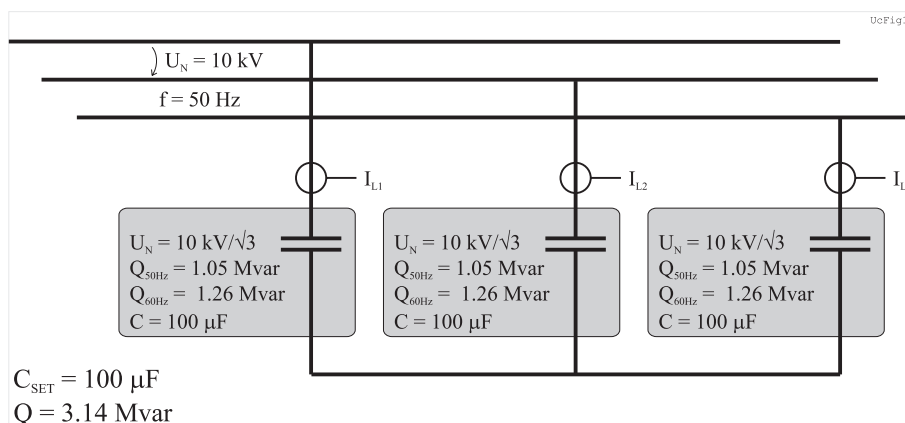 UcFig1
U_N = 10 kV
f = 50 Hz
I_L1
I_L2
I_L
U_N = 10 kV/√3
Q_50Hz = 1.05 Mvar
Q_60Hz = 1.26 Mvar
C = 100 µF
U_N = 10 kV/√3
Q_50Hz = 1.05 Mvar
Q_60Hz = 1.26 Mvar
C = 100 µF
U_N = 10 kV/√3
Q_50Hz = 1.05 Mvar
Q_60Hz = 1.26 Mvar
C = 100 µF
C_SET = 100 µF
Q = 3.14 Mvar